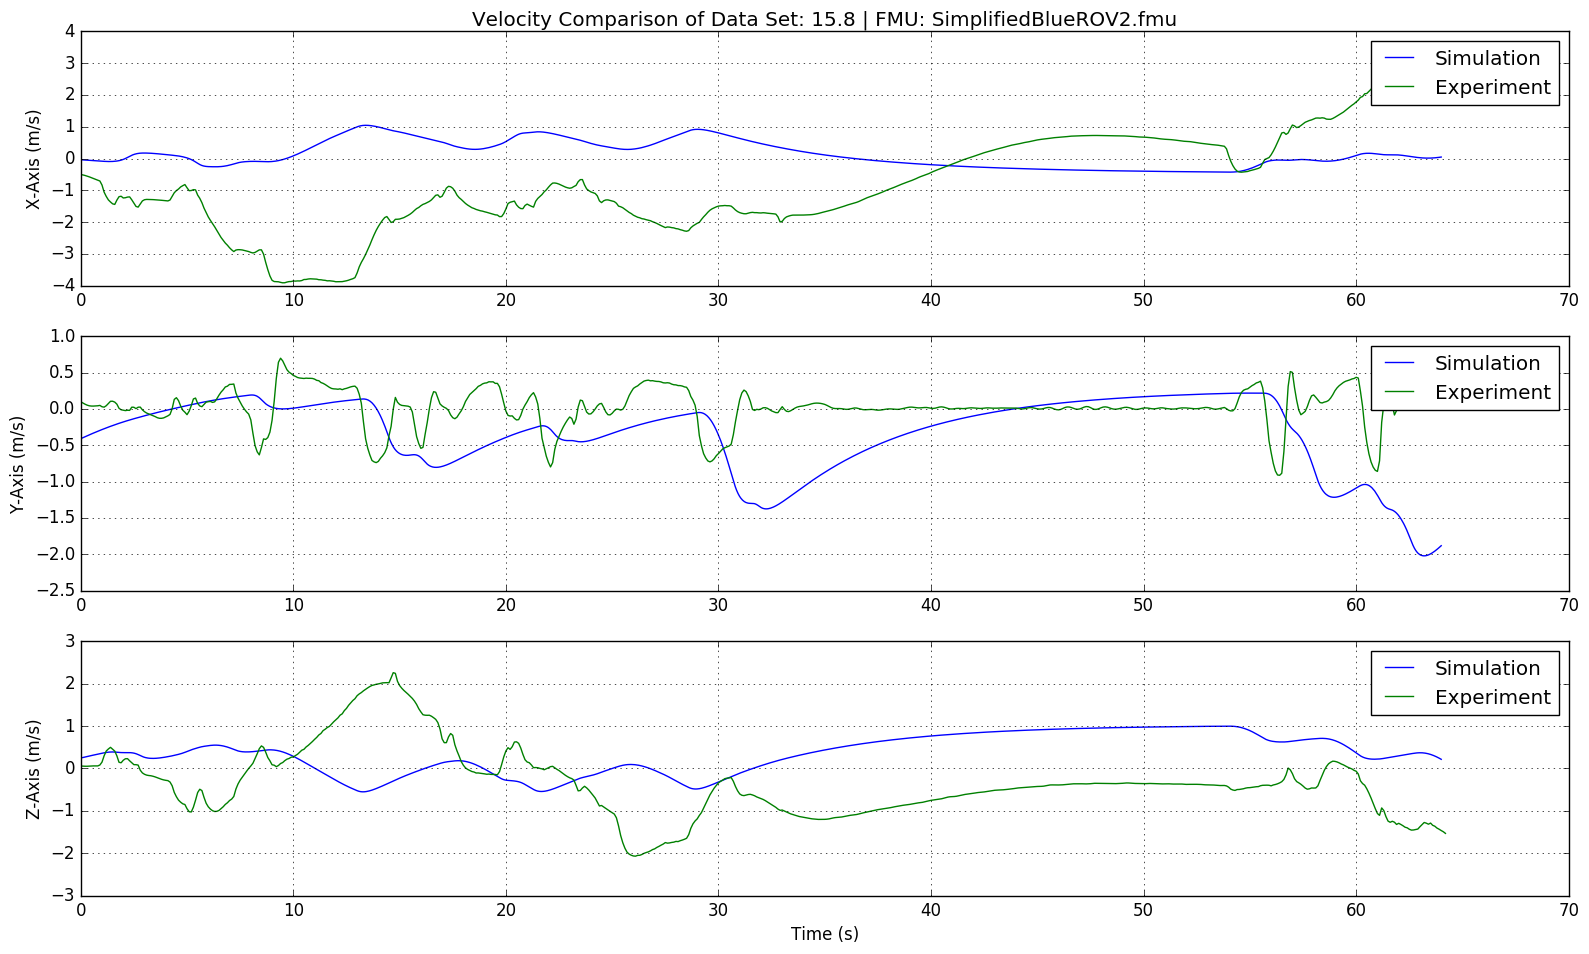 Velocity Comparison of Data Set: 15.8 | FMU: SimplifiedBlueROV2.fmu
4
3
2
1
0
−1
−2
−3
−4
X-Axis (m/s)
Simulation
Experiment
0 10 20 30 40 50 60 70
1.0
0.5
0.0
−0.5
−1.0
−1.5
−2.0
−2.5
Y-Axis (m/s)
Simulation
Experiment
0 10 20 30 40 50 60 70
3
2
1
0
−1
−2
−3
Z-Axis (m/s)
Simulation
Experiment
0 10 20 30 40 50 60 70
Time (s)